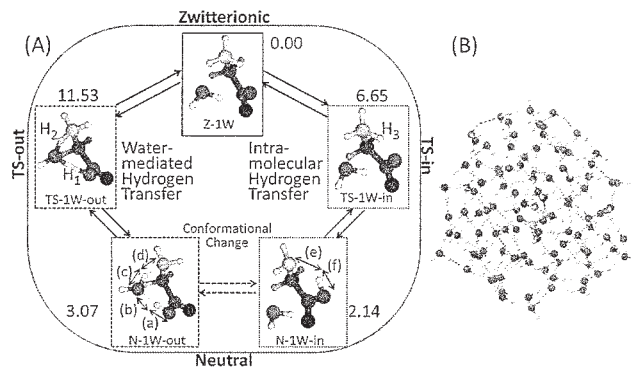 Zwitterionic
(A)
0.00
(B)
Z-1W
11.53
6.65
H2
H3
H1
TS-out
TS-in
TS-1W-out
TS-1W-in
Water-
mediated
Hydrogen
Transfer
Intra-
molecular
Hydrogen
Transfer
Conformational
Change
(d)
(c)
(b)
(a)
(e)
(f)
3.07
2.14
N-1W-out
N-1W-in
Neutral